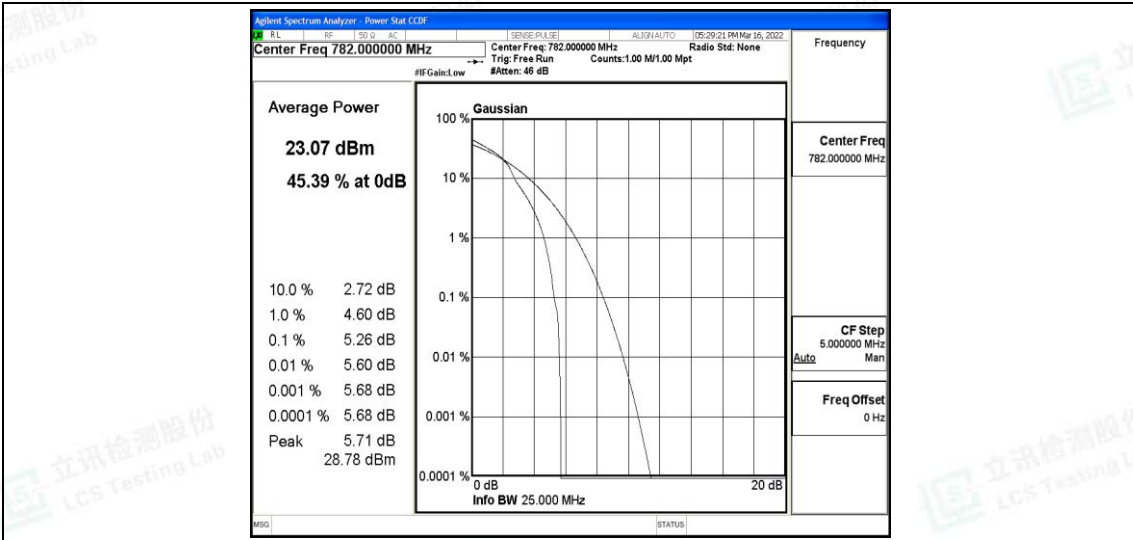 Agilent Spectrum Analyzer - Power Stat CCDF
LXI RL RF 50 Ω AC SENSE:PULSE ALIGNAUTO 05:29:21 PM Mar 16, 2022
Center Freq 782.000000 MHz
Center Freq: 782.000000 MHz Radio Std: None
Trig: Free Run Counts:1.00 M/1.00 Mpt
#IFGain:Low #Atten: 46 dB
Frequency
Average Power
23.07 dBm
45.39 % at 0dB
10.0 % 2.72 dB
1.0 % 4.60 dB
0.1 % 5.26 dB
0.01 % 5.60 dB
0.001 % 5.68 dB
0.0001 % 5.68 dB
Peak 5.71 dB
28.78 dBm
Gaussian
100 %
10 %
1 %
0.1 %
0.01 %
0.001 %
0.0001 %
0 dB 20 dB
Info BW 25.000 MHz
Center Freq
782.000000 MHz
CF Step
5.000000 MHz
Auto Man
Freq Offset
0 Hz
MSG STATUS
立讯检测股份
LCS Testing Lab